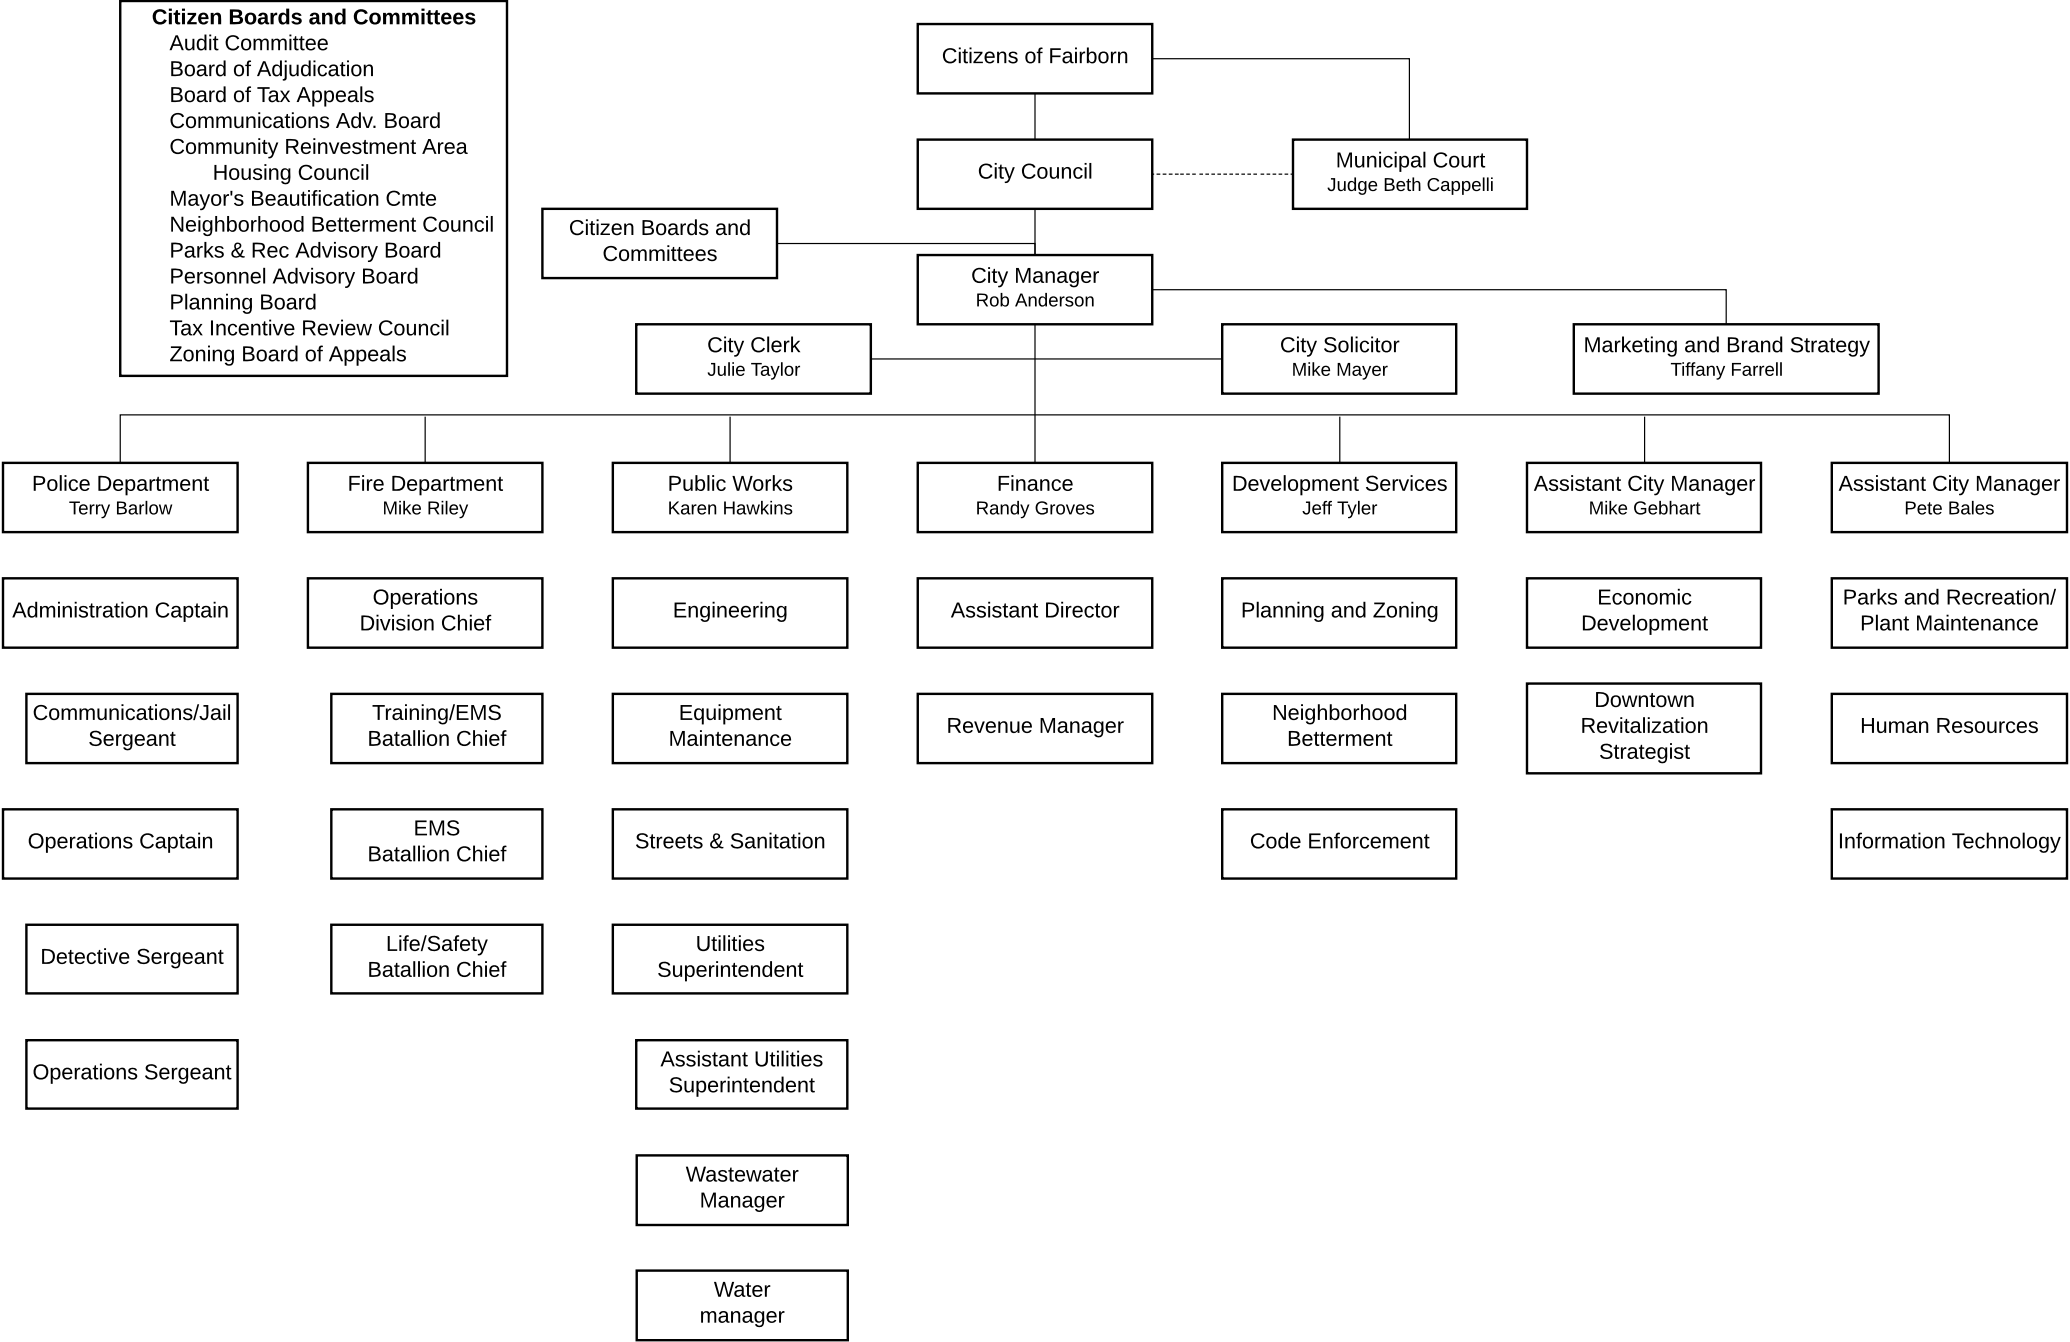 Citizen Boards and Committees
Audit Committee
Board of Adjudication
Board of Tax Appeals
Communications Adv. Board
Community Reinvestment Area
Housing Council
Mayor's Beautification Cmte
Neighborhood Betterment Council
Parks & Rec Advisory Board
Personnel Advisory Board
Planning Board
Tax Incentive Review Council
Zoning Board of Appeals
Citizens of Fairborn
City Council
Municipal Court
Judge Beth Cappelli
Citizen Boards and
Committees
City Manager
Rob Anderson
City Clerk
Julie Taylor
City Solicitor
Mike Mayer
Marketing and Brand Strategy
Tiffany Farrell
Police Department
Terry Barlow
Administration Captain
Communications/Jail
Sergeant
Operations Captain
Detective Sergeant
Operations Sergeant
Fire Department
Mike Riley
Operations
Division Chief
Training/EMS
Batallion Chief
EMS
Batallion Chief
Life/Safety
Batallion Chief
Public Works
Karen Hawkins
Engineering
Equipment
Maintenance
Streets & Sanitation
Utilities
Superintendent
Assistant Utilities
Superintendent
Wastewater
Manager
Water
manager
Finance
Randy Groves
Assistant Director
Revenue Manager
Development Services
Jeff Tyler
Planning and Zoning
Neighborhood
Betterment
Code Enforcement
Assistant City Manager
Mike Gebhart
Economic
Development
Downtown
Revitalization
Strategist
Assistant City Manager
Pete Bales
Parks and Recreation/
Plant Maintenance
Human Resources
Information Technology